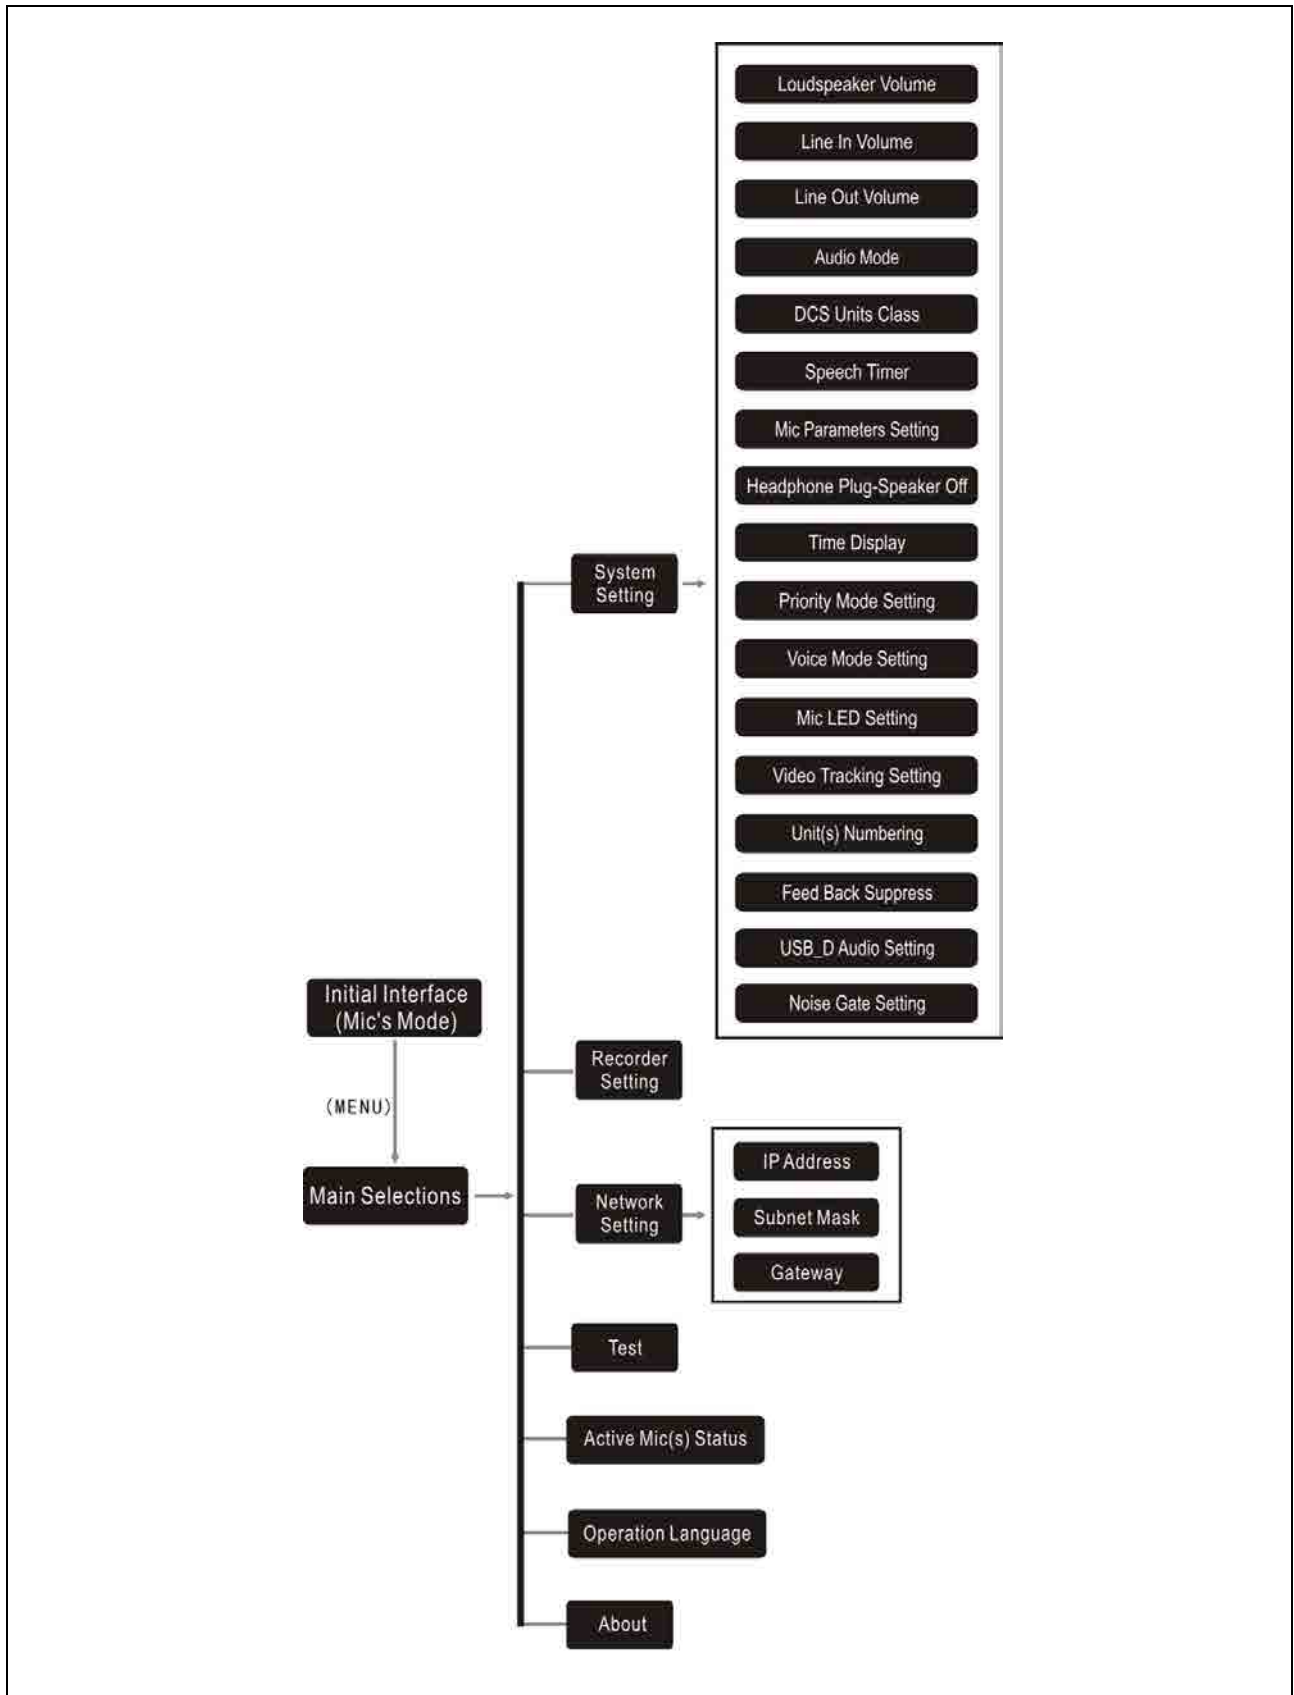 Loudspeaker Volume
Line In Volume
Line Out Volume
Audio Mode
DCS Units Class
Speech Timer
Mic Parameters Setting
Headphone Plug-Speaker Off
Time Display
Priority Mode Setting
Voice Mode Setting
Mic LED Setting
Video Tracking Setting
Unit(s) Numbering
Feed Back Suppress
USB_D Audio Setting
Noise Gate Setting
System
Setting
Initial Interface
(Mic's Mode)
(MENU)
Main Selections
Recorder
Setting
Network
Setting
IP Address
Subnet Mask
Gateway
Test
Active Mic(s) Status
Operation Language
About